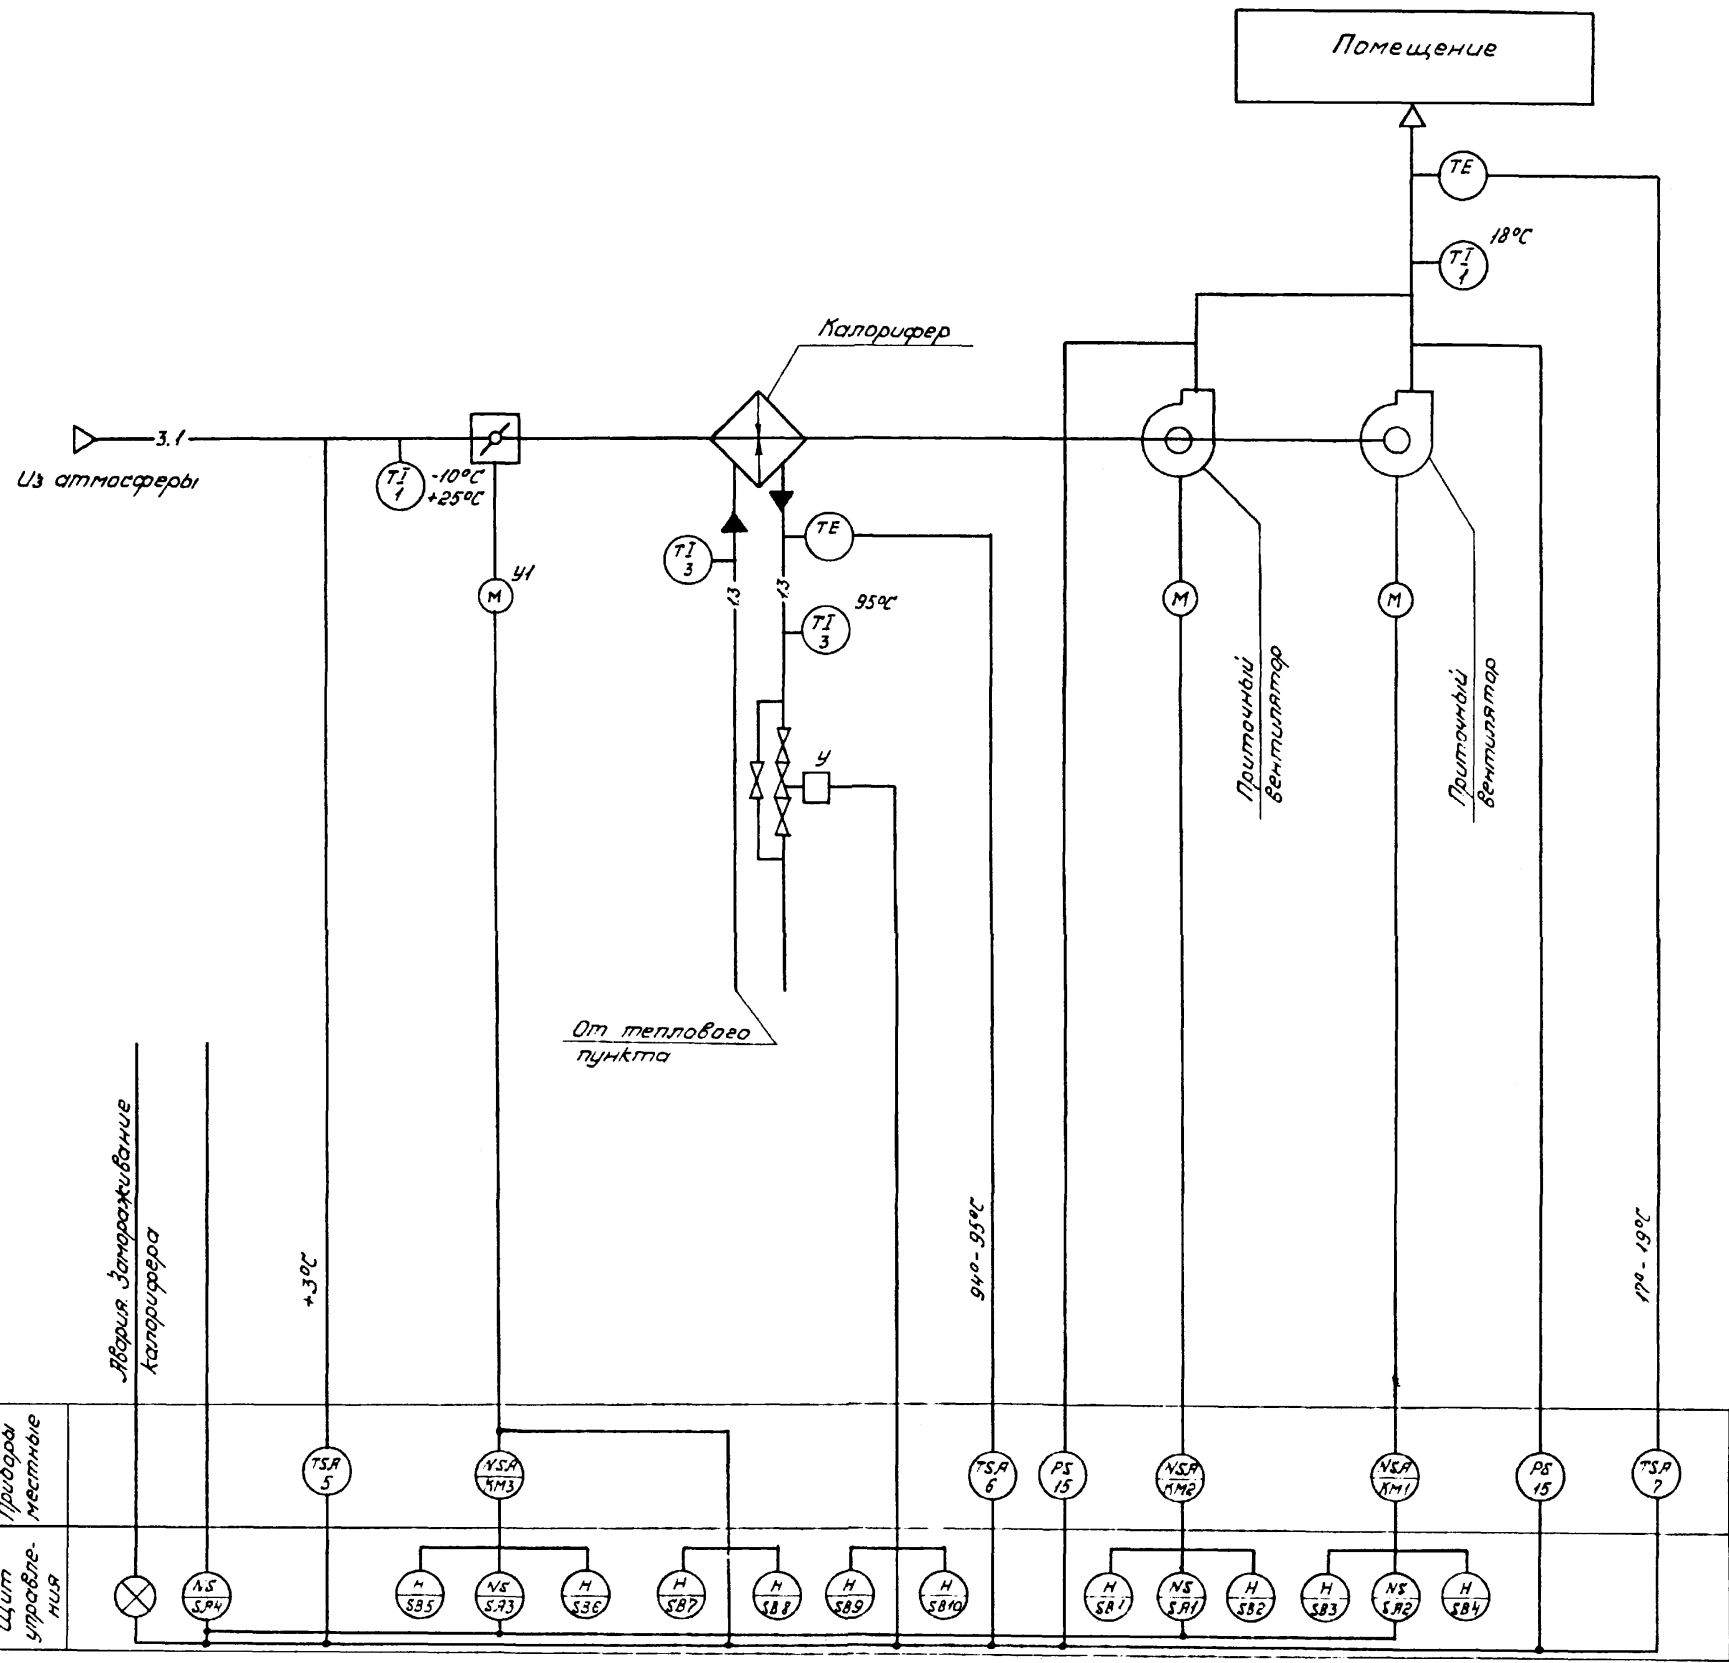 Помещение
TE
TI
1
18°C
Калорифер
3.1
Из атмосферы
TI
1
-10°C
+25°C
TI
3
TE
M
У1
1.3
1.3
TI
3
95°C
M
M
Приточный
вентилятор
Приточный
вентилятор
У
От теплового
пункта
Авария. Замораживание
калорифера
+3°C
94°-95°C
17°-19°C
Приборы
местные
TSA
5
NSA
KM3
TSA
6
PS
15
NSA
KM2
NSA
KM1
PS
15
TSA
7
Щит
управле-
ния
NS
SA4
H
SB5
NS
SA3
H
SB6
H
SB7
H
SB8
H
SB9
H
SB10
H
SB1
NS
SA1
H
SB2
H
SB3
NS
SA2
H
SB4